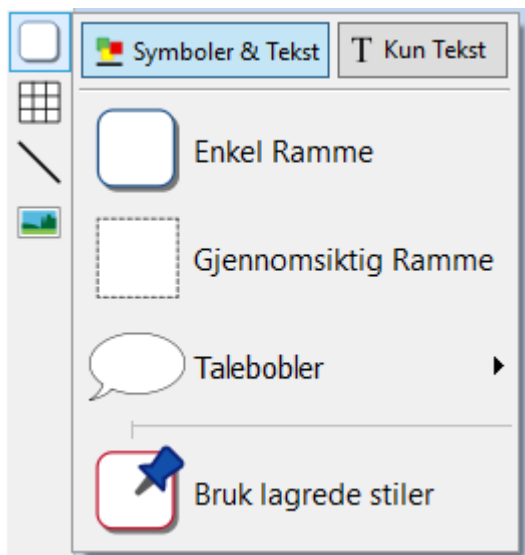 Symboler & Tekst
T Kun Tekst
Enkel Ramme
Gjennomsiktig Ramme
Talebobler
Bruk lagrede stiler